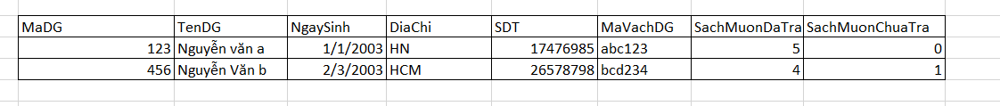 MaDG TenDG NgaySinh DiaChi SDT MaVachDG SachMuonDaTra SachMuonChuaTra
123 Nguyễn văn a 1/1/2003 HN 17476985 abc123 5 0
456 Nguyễn Văn b 2/3/2003 HCM 26578798 bcd234 4 1